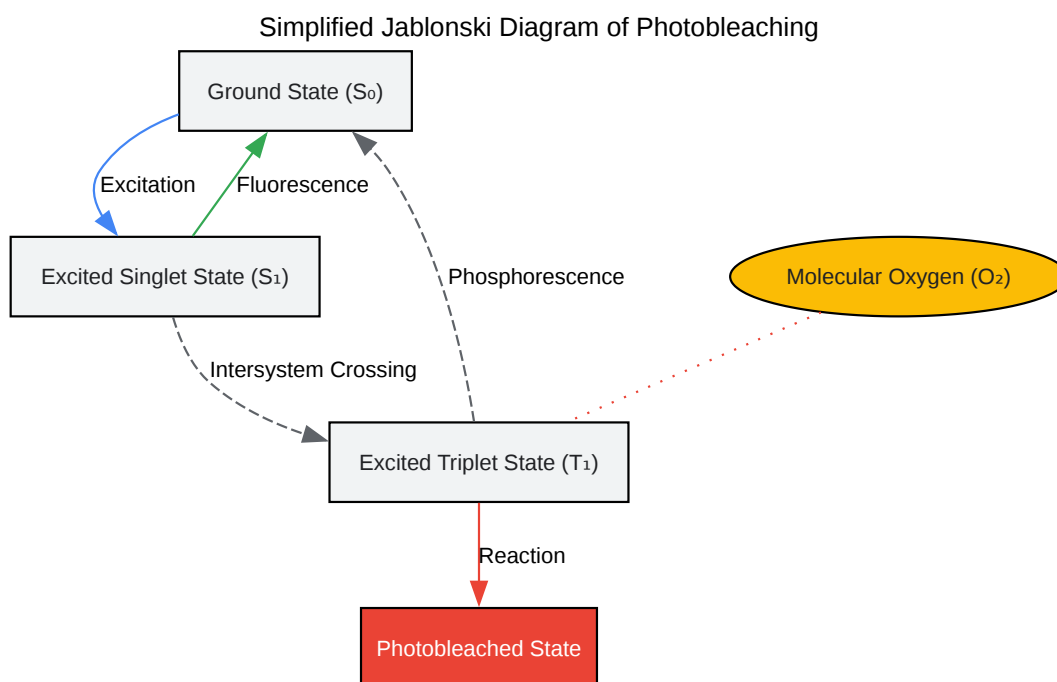 Simplified Jablonski Diagram of Photobleaching
Ground State (S₀)
Excitation
Fluorescence
Excited Singlet State (S₁)
Phosphorescence
Molecular Oxygen (O₂)
Intersystem Crossing
Excited Triplet State (T₁)
Reaction
Photobleached State